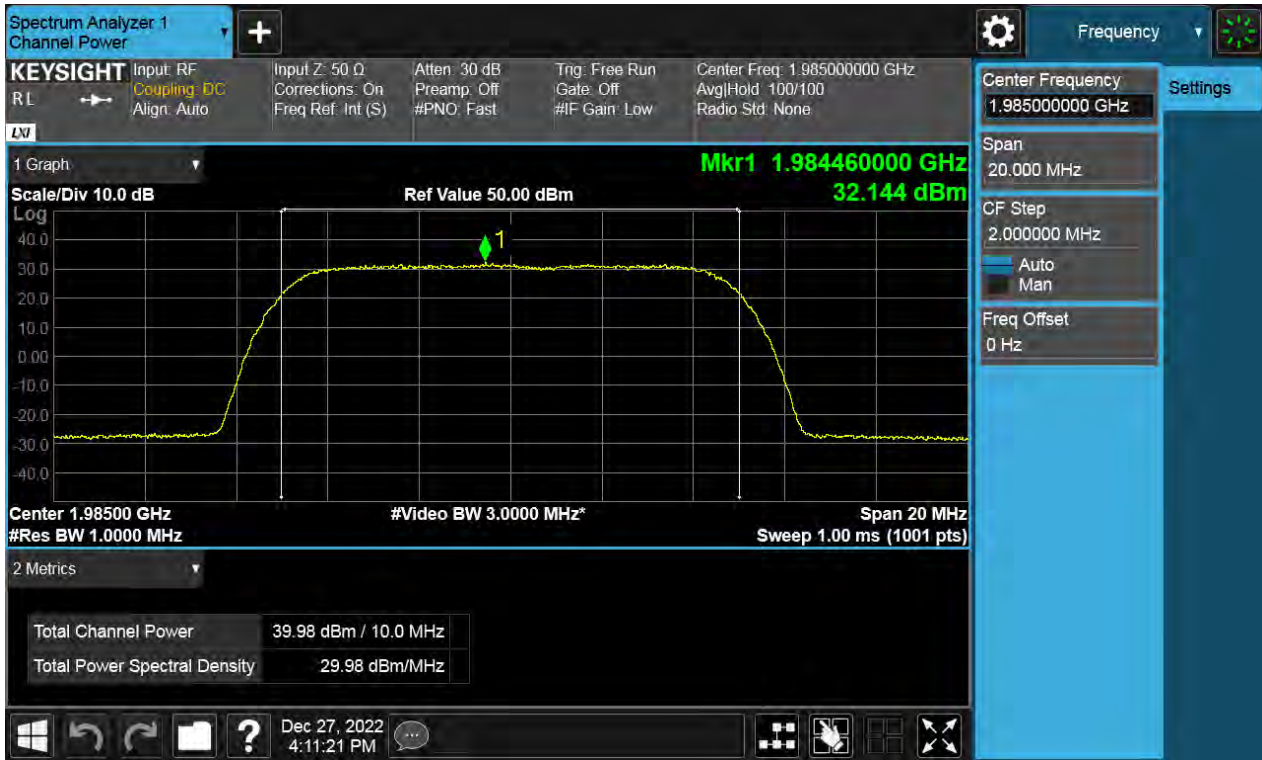 Spectrum Analyzer 1
Channel Power
+
Frequency
KEYSIGHT
RL
LXI
Input: RF
Coupling: DC
Align: Auto
Input Z: 50 Ω
Corrections: On
Freq Ref: Int (S)
Atten: 30 dB
Preamp: Off
#PNO: Fast
Trig: Free Run
Gate: Off
#IF Gain: Low
Center Freq: 1.985000000 GHz
Avg|Hold: 100/100
Radio Std: None
Center Frequency
1.985000000 GHz
Settings
Span
20.000 MHz
CF Step
2.000000 MHz
Auto
Man
Freq Offset
0 Hz
1 Graph
Mkr1 1.984460000 GHz
32.144 dBm
Scale/Div 10.0 dB
Ref Value 50.00 dBm
Log
1
40.0
30.0
20.0
10.0
0.00
-10.0
-20.0
-30.0
-40.0
Center 1.98500 GHz
#Video BW 3.0000 MHz*
Span 20 MHz
#Res BW 1.0000 MHz
Sweep 1.00 ms (1001 pts)
2 Metrics
Total Channel Power 39.98 dBm / 10.0 MHz
Total Power Spectral Density 29.98 dBm/MHz
?
Dec 27, 2022
4:11:21 PM